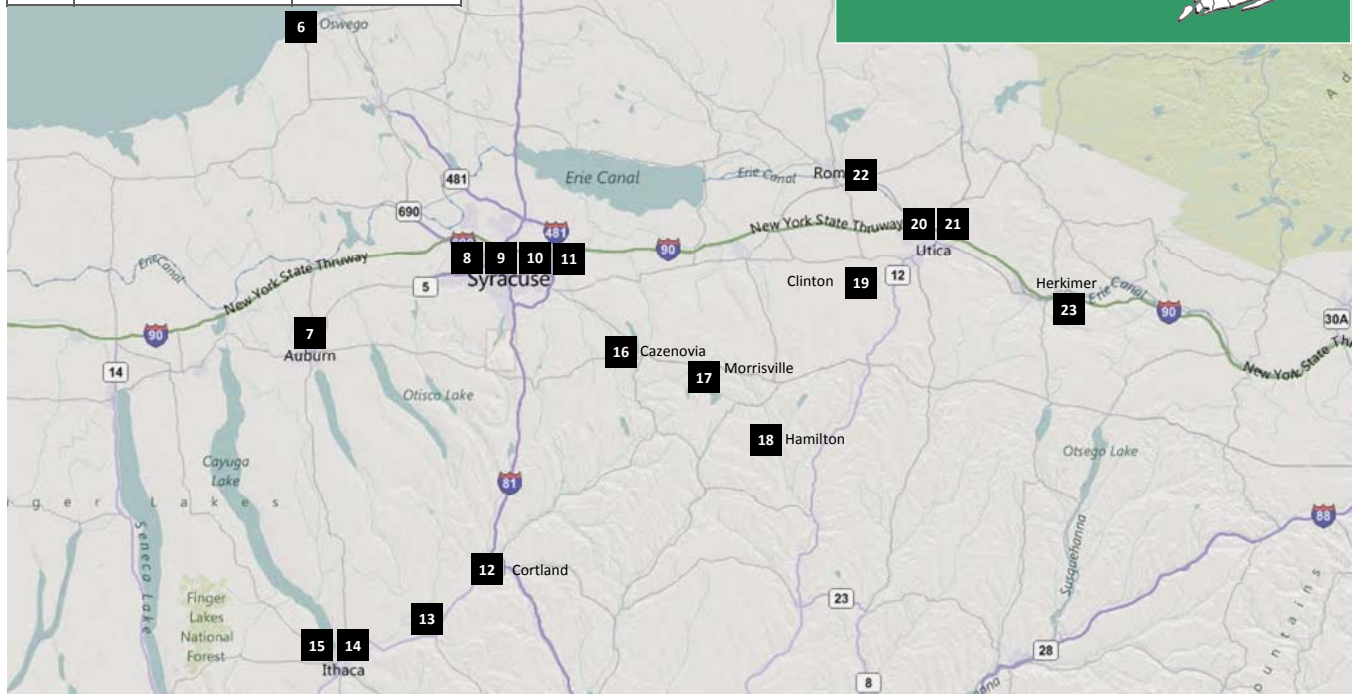 6 Oswego
Erie Canal
Erie Canal
Rom 22
481
690
481
New York State Thruway 20 21
90
Utica
8 9 10 11
Syracuse
Erie Canal
New York State Thruway
5
Clinton 19
12
Herkimer
23 Erie Canal
90
30A
90
7
Auburn
16 Cazenovia
17 Morrisville
New York State Th
14
Otisco Lake
18 Hamilton
Otsego Lake
Cayuga
Lake
81
g e r L a k e s
88
Seneca Lake
12 Cortland
Susquehanna
Finger
Lakes
National
Forest
13
23
15 14
Ithaca
28
8
nna
o u n t a i n s
A d